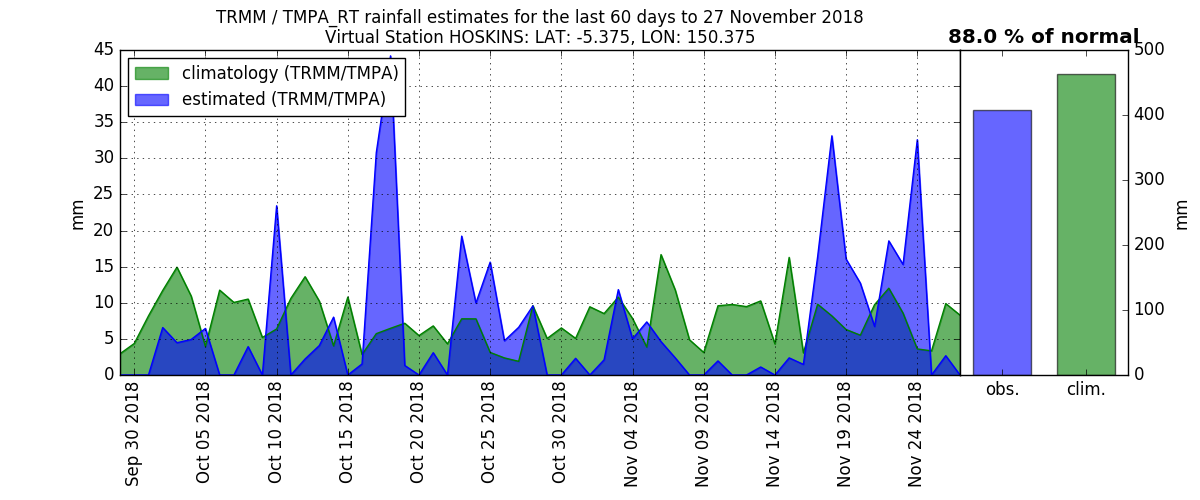 TRMM / TMPA_RT rainfall estimates for the last 60 days to 27 November 2018
Virtual Station HOSKINS: LAT: -5.375, LON: 150.375
88.0 % of normal
climatology (TRMM/TMPA)
estimated (TRMM/TMPA)
mm
45
40
35
30
25
20
15
10
5
0
Sep 30 2018
Oct 05 2018
Oct 10 2018
Oct 15 2018
Oct 20 2018
Oct 25 2018
Oct 30 2018
Nov 04 2018
Nov 09 2018
Nov 14 2018
Nov 19 2018
Nov 24 2018
500
400
300
200
100
0
mm
obs.
clim.